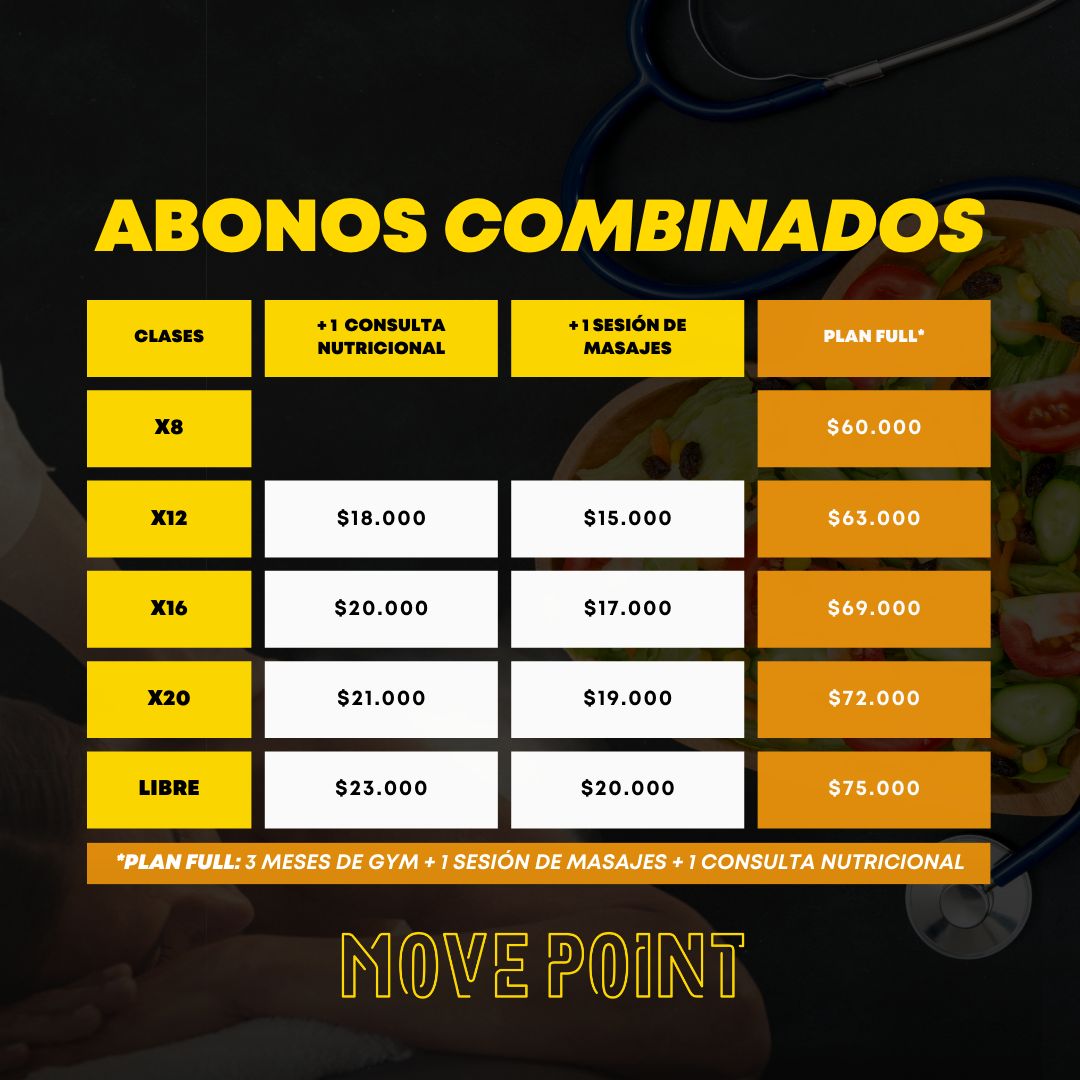 ABONOS COMBINADOS
CLASES
+ 1 CONSULTA
NUTRICIONAL
+ 1 SESIÓN DE
MASAJES
PLAN FULL*
X8
$60.000
X12
$18.000
$15.000
$63.000
X16
$20.000
$17.000
$69.000
X20
$21.000
$19.000
$72.000
LIBRE
$23.000
$20.000
$75.000
*PLAN FULL: 3 MESES DE GYM + 1 SESIÓN DE MASAJES + 1 CONSULTA NUTRICIONAL
MOVE POINT